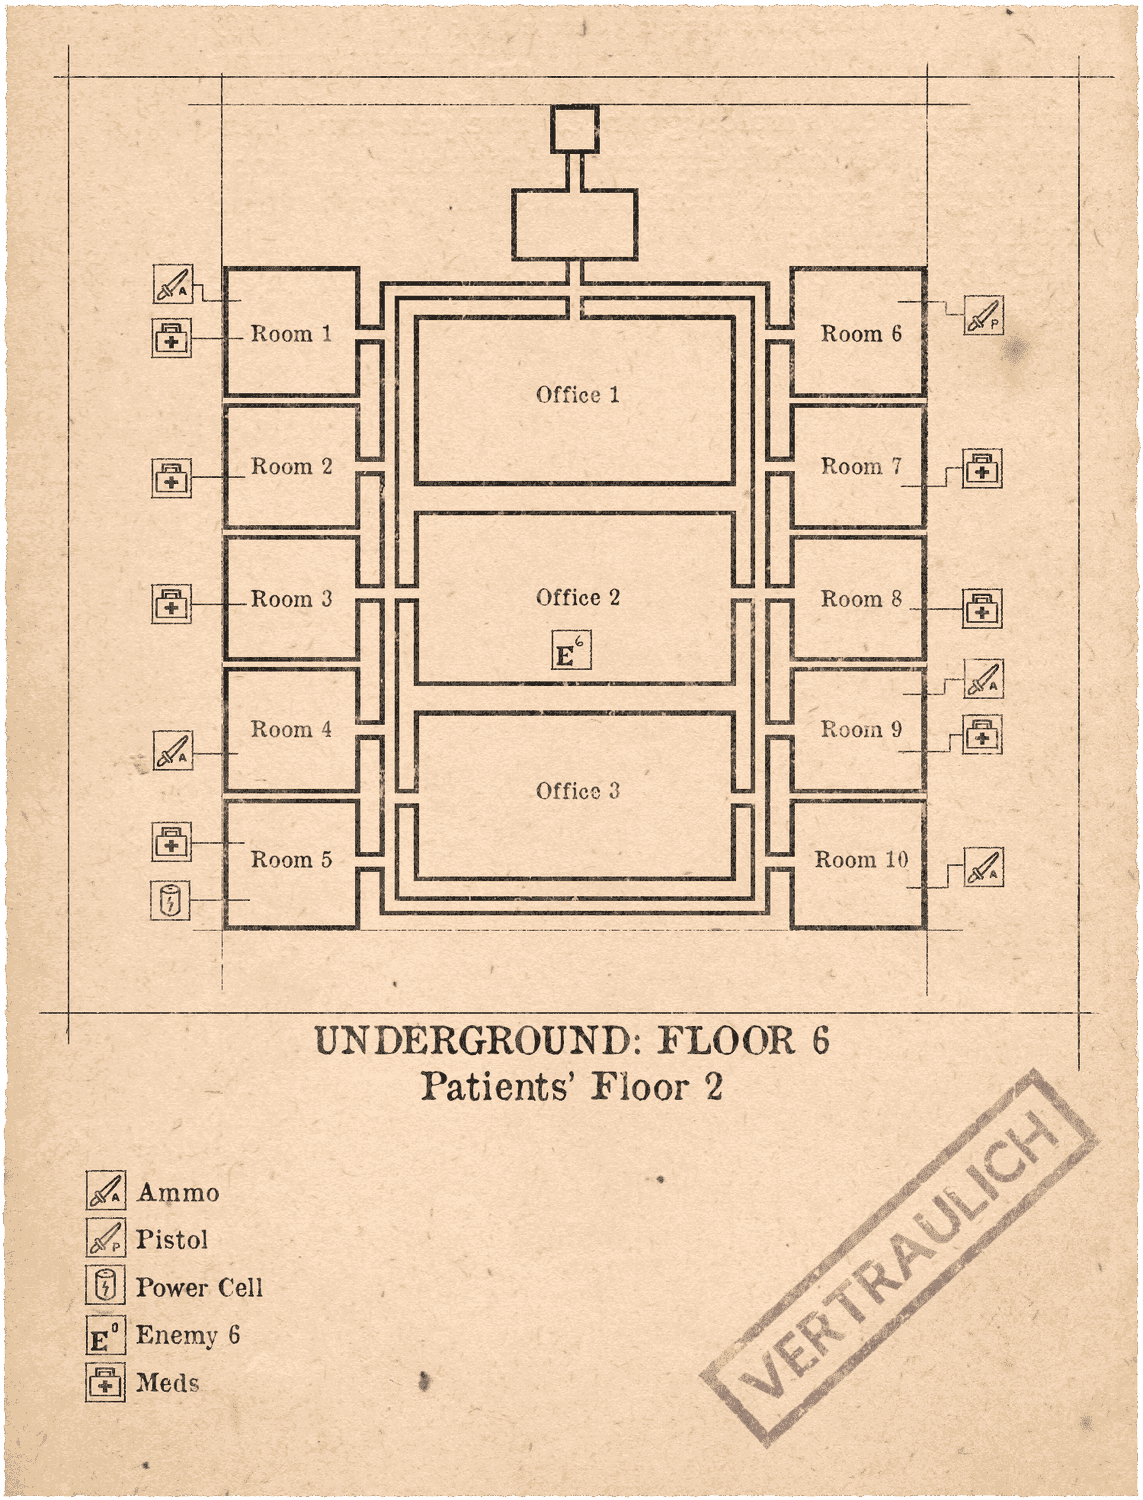 A
Room 1
Room 6
P
Office 1
Room 2
Room 7
Room 3
Office 2
Room 8
E6
A
Room 4
Room 9
A
Office 3
Room 5
Room 10
A
UNDERGROUND: FLOOR 6
Patients' Floor 2
A Ammo
P Pistol
Power Cell
E0 Enemy 6
Meds
VERTRAULICH